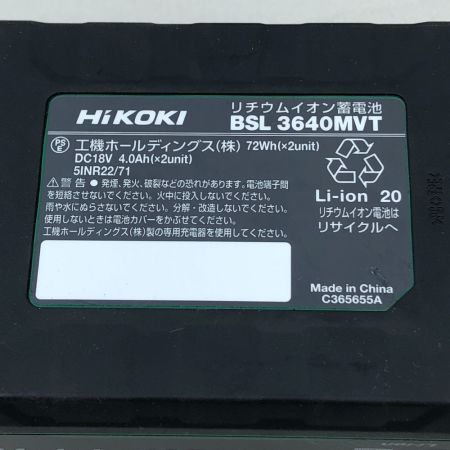 HiKOKI
リチウムイオン蓄電池
BSL 3640MVT
PS E
工機ホールディングス(株) 72Wh(×2unit)
DC18V 4.0Ah(×2unit)
5INR22/71
⚠警告 ● 発煙、発火、破裂などの恐れがあります。電池端子間
を短絡させないでください。火中に投入しないでください。
雨や水にぬらさないでください。分解・改造しないでください。
使用しないときは電池カバーをかぶせてください。
工機ホールディングス(株)製の専用充電器を使用してください。
Li-ion 20
リチウムイオン電池は
リサイクルへ
Made in China
C365655A